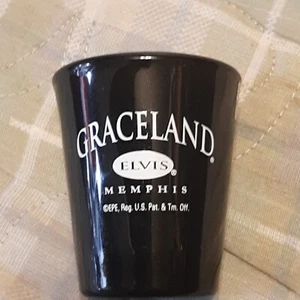 GRACELAND®
ELVIS®
MEMPHIS
©EPE, Reg. U.S. Pat. & Tm. Off.